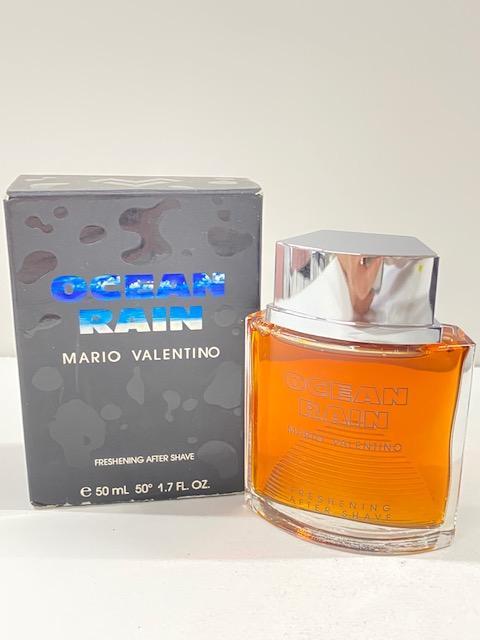 OCEAN
RAIN
MARIO VALENTINO
FRESHENING AFTER SHAVE
℮ 50 mL 50° 1.7 FL. OZ.
OCEAN
RAIN
MARIO VALENTINO
FRESHENING
AFTER SHAVE